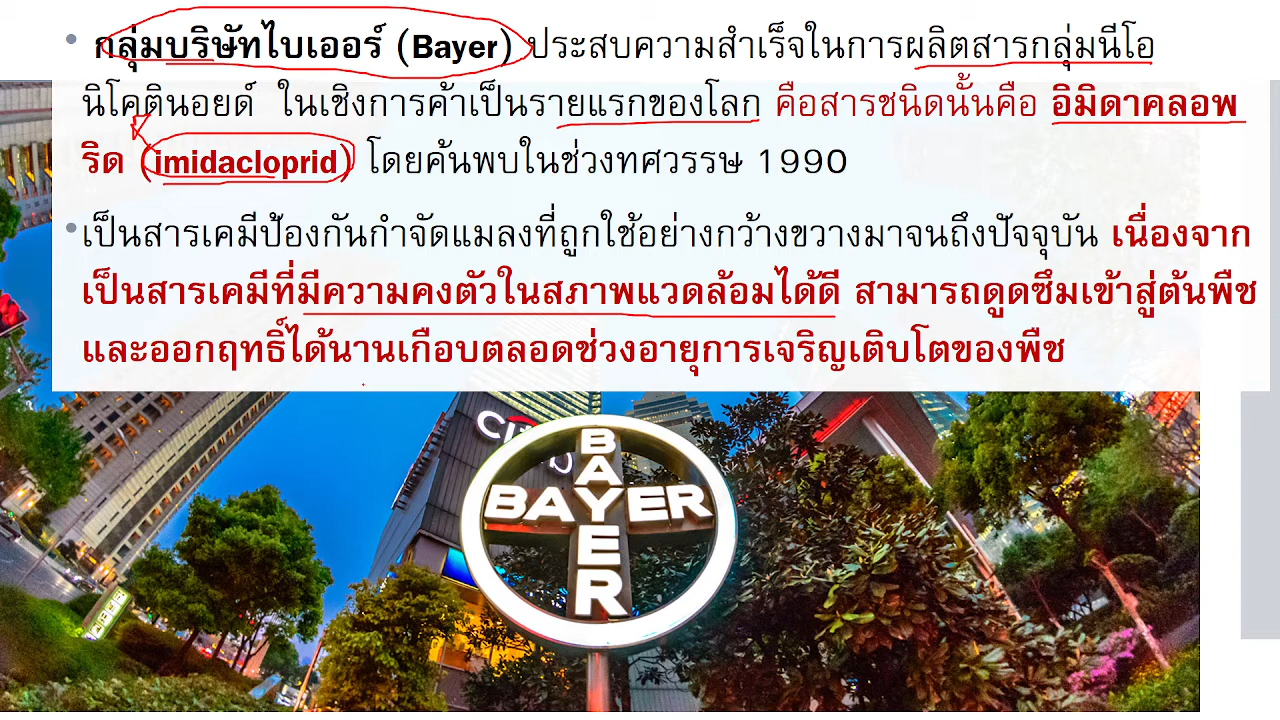 • กลุ่มบริษัทไบเออร์ (Bayer) ประสบความสำเร็จในการผลิตสารกลุ่มนีโอ
นิโคตินอยด์ ในเชิงการค้าเป็นรายแรกของโลก คือสารชนิดนั้นคือ อิมิดาคลอพ
ริด (imidacloprid) โดยค้นพบในช่วงทศวรรษ 1990
• เป็นสารเคมีป้องกันกำจัดแมลงที่ถูกใช้อย่างกว้างขวางมาจนถึงปัจจุบัน เนื่องจาก
เป็นสารเคมีที่มีความคงตัวในสภาพแวดล้อมได้ดี สามารถดูดซึมเข้าสู่ต้นพืช
และออกฤทธิ์ได้นานเกือบตลอดช่วงอายุการเจริญเติบโตของพืช
BAYER
BAYER